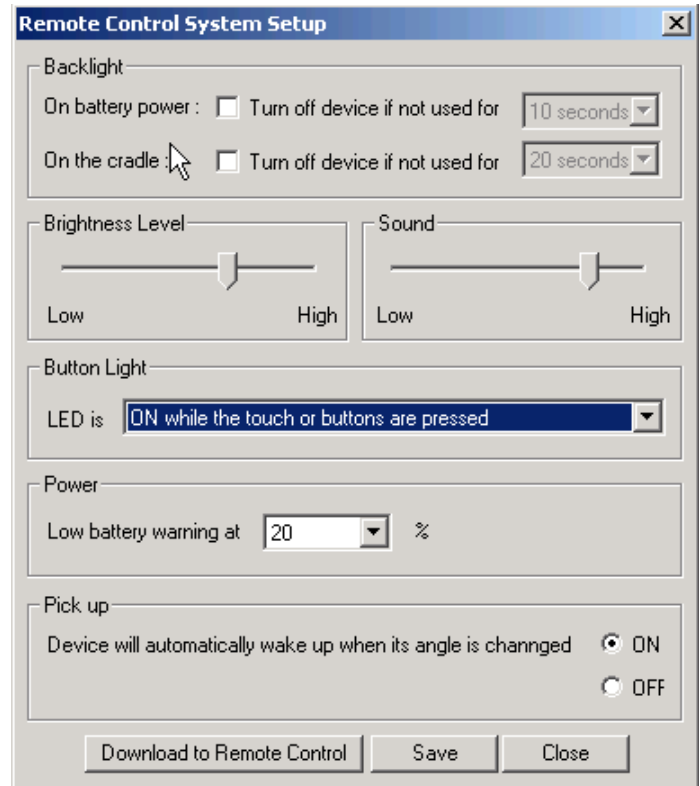 Remote Control System Setup
Backlight
On battery power : Turn off device if not used for 10 seconds
On the cradle : Turn off device if not used for 20 seconds
Brightness Level Sound
Low High Low High
Button Light
LED is ON while the touch or buttons are pressed
Power
Low battery warning at 20 %
Pick up
Device will automatically wake up when its angle is channged ON
OFF
Download to Remote Control Save Close